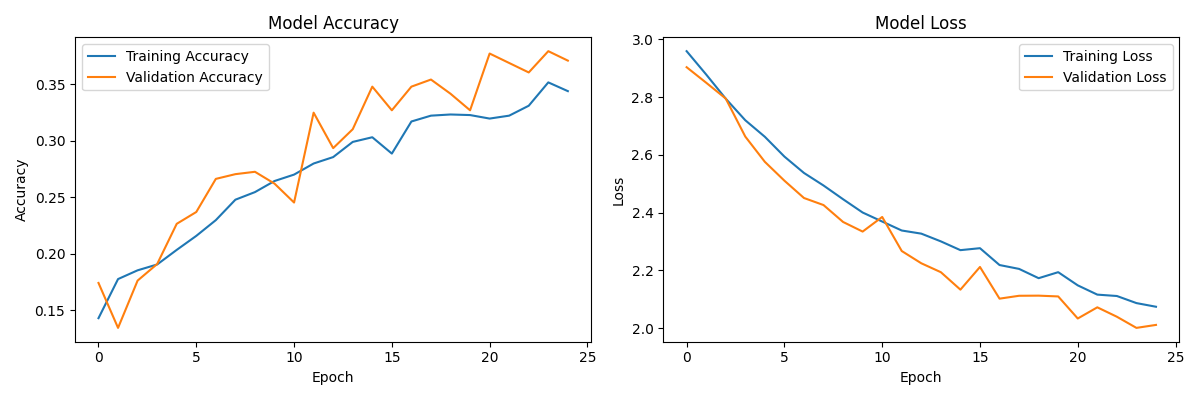 Model Accuracy
Training Accuracy
Validation Accuracy
Accuracy
0.35
0.30
0.25
0.20
0.15
0 5 10 15 20 25
Epoch
Model Loss
Training Loss
Validation Loss
Loss
3.0
2.8
2.6
2.4
2.2
2.0
0 5 10 15 20 25
Epoch